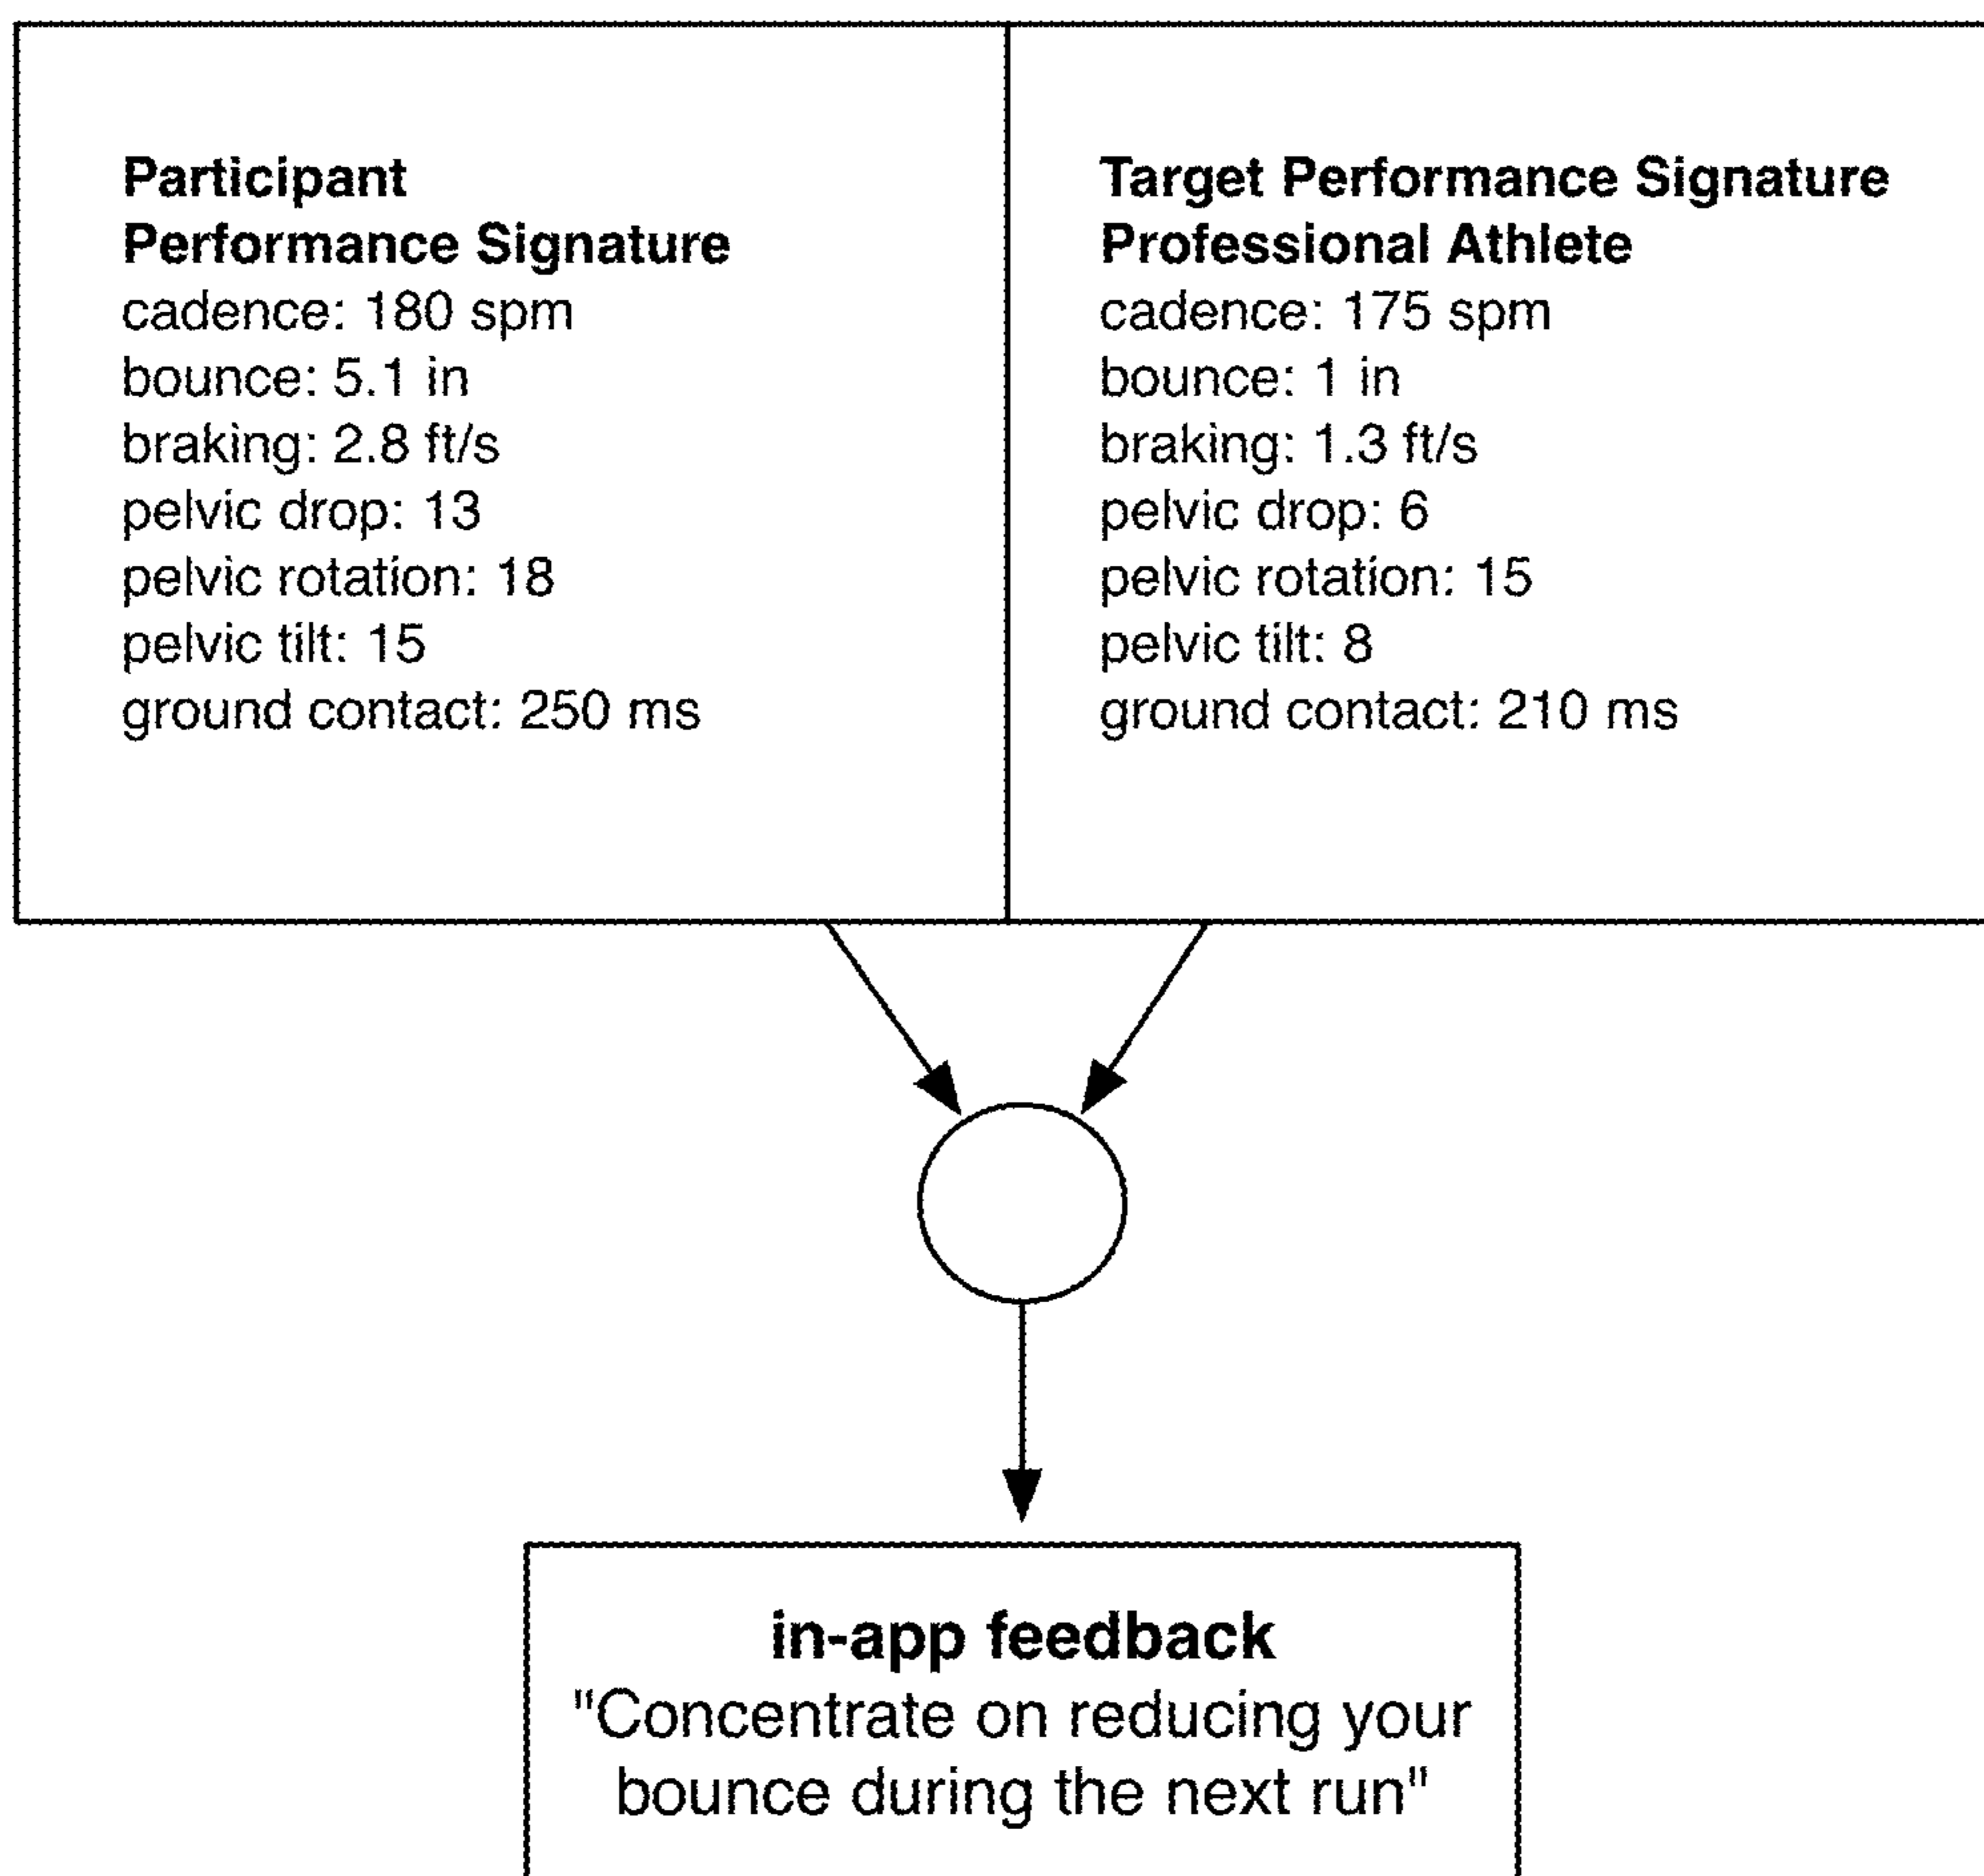 Participant
Performance Signature
cadence: 180 spm
bounce: 5.1 in
braking: 2.8 ft/s
pelvic drop: 13
pelvic rotation: 18
pelvic tilt: 15
ground contact: 250 ms
Target Performance Signature
Professional Athlete
cadence: 175 spm
bounce: 1 in
braking: 1.3 ft/s
pelvic drop: 6
pelvic rotation: 15
pelvic tilt: 8
ground contact: 210 ms
in-app feedback
"Concentrate on reducing your
bounce during the next run"